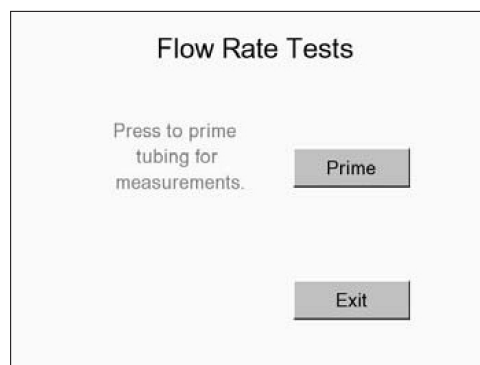 Flow Rate Tests
Press to prime
tubing for
measurements.
Prime
Exit